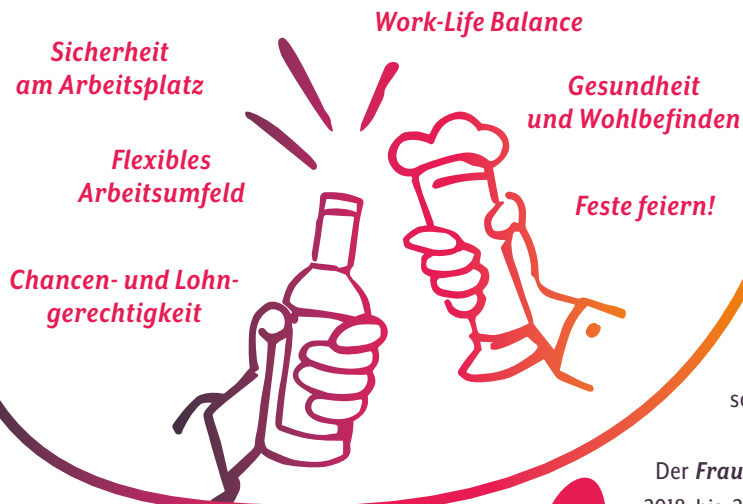 Work-Life Balance
Sicherheit
am Arbeitsplatz
Gesundheit
und Wohlbefinden
Flexibles
Arbeitsumfeld
Feste feiern!
Chancen- und Lohn-
gerechtigkeit
Der